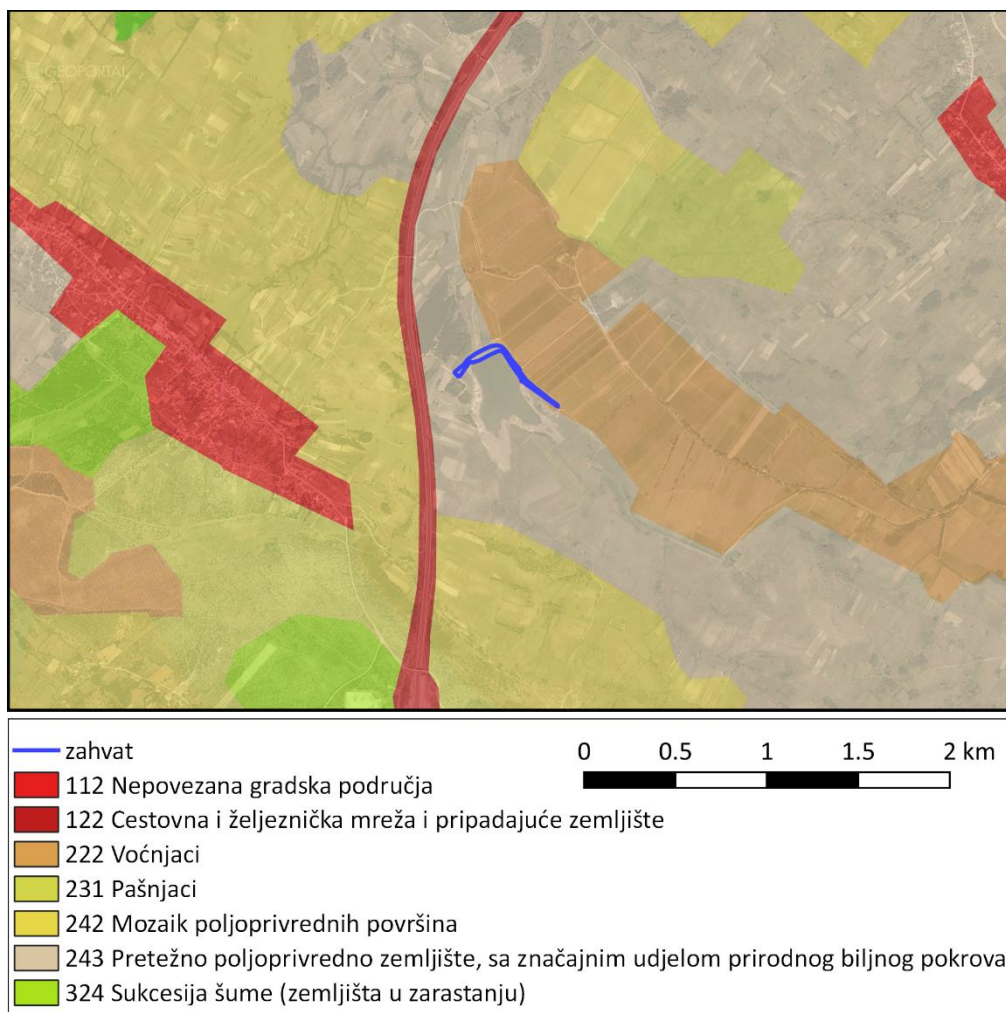 GEOPORTAL
zahvat
0 0.5 1 1.5 2 km
112 Nepovezana gradska područja
122 Cestovna i željeznička mreža i pripadajuće zemljište
222 Voćnjaci
231 Pašnjaci
242 Mozaik poljoprivrednih površina
243 Pretežno poljoprivredno zemljište, sa značajnim udjelom prirodnog biljnog pokrova
324 Sukcesija šume (zemljišta u zarastanju)